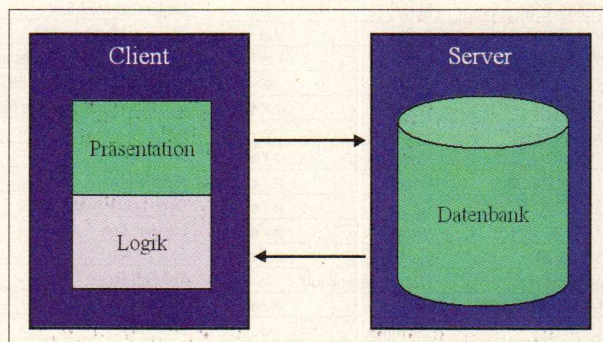 Client
Präsentation
Logik
Server
Datenbank